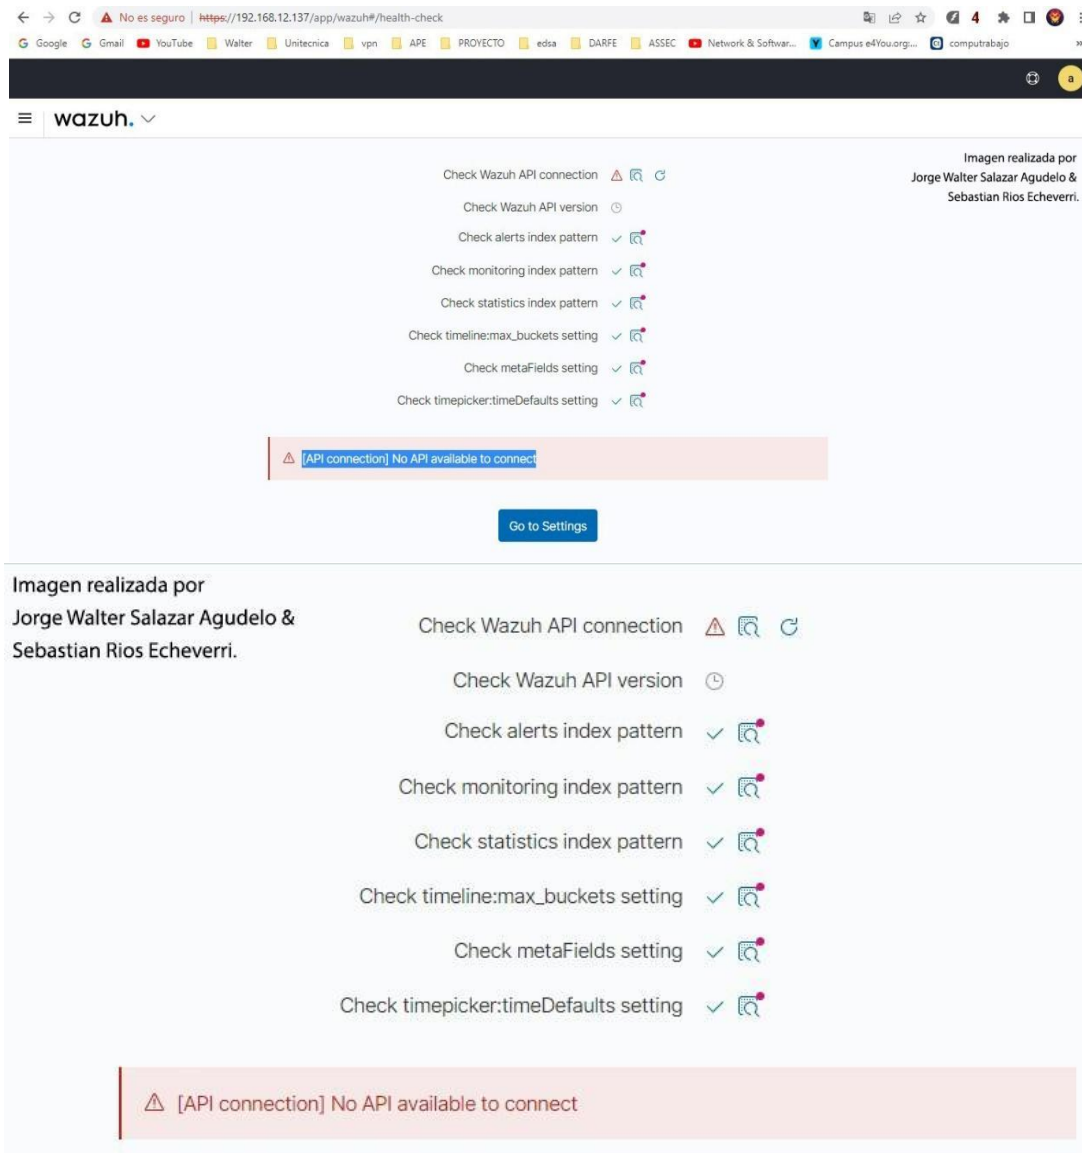 No es seguro | https://192.168.12.137/app/wazuh#/health-check
4
Google Gmail YouTube Walter Unitecnica vpn APE PROYECTO edsa DARFE ASSEC Network & Softwar... Campus e4You.org:... computrabajo »
a
wazuh.
Imagen realizada por
Jorge Walter Salazar Agudelo &
Sebastian Rios Echeverri.
Check Wazuh API connection
Check Wazuh API version
Check alerts index pattern
Check monitoring index pattern
Check statistics index pattern
Check timeline:max_buckets setting
Check metaFields setting
Check timepicker:timeDefaults setting
[API connection] No API available to connect
Go to Settings
Imagen realizada por
Jorge Walter Salazar Agudelo &
Sebastian Rios Echeverri.
Check Wazuh API connection
Check Wazuh API version
Check alerts index pattern
Check monitoring index pattern
Check statistics index pattern
Check timeline:max_buckets setting
Check metaFields setting
Check timepicker:timeDefaults setting
[API connection] No API available to connect